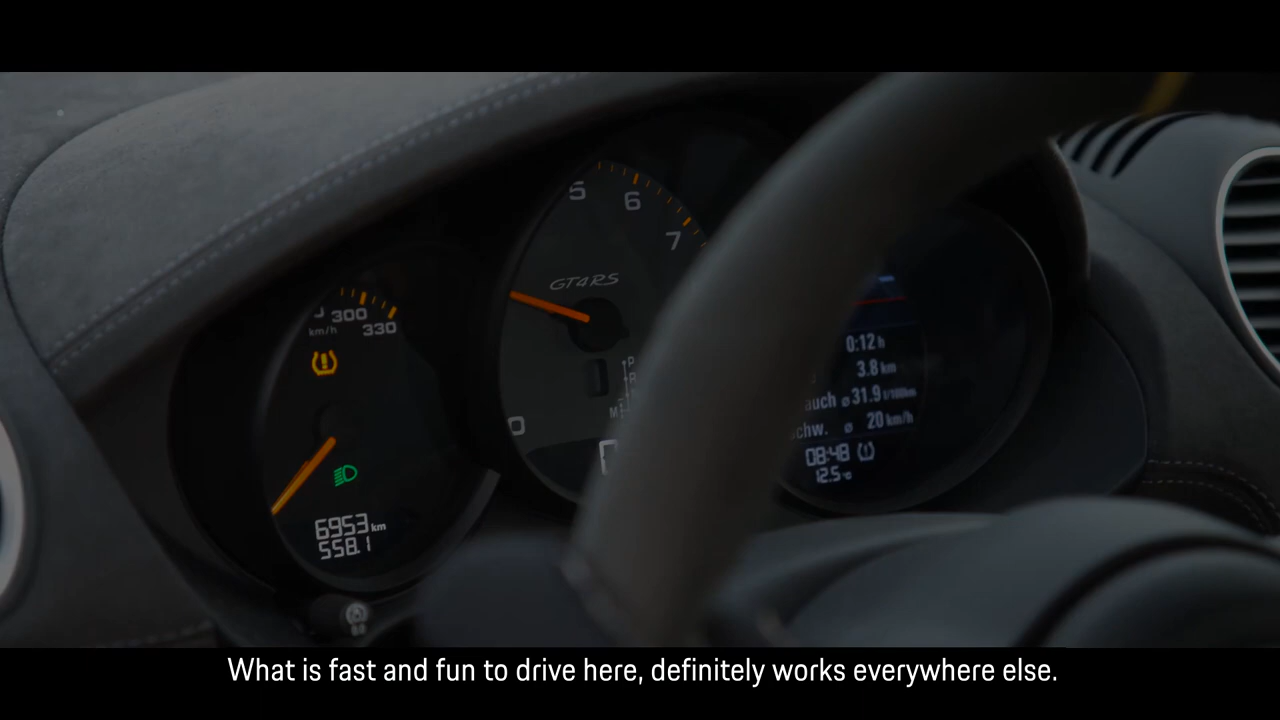 5
6
7
GT4RS
300
330
km/h
P
R
M
0
0:12 h
3.8 km
auch ø 31.9 l/100km
chw. ø 20 km/h
08:48
12.5 °C
6953 km
558.1
What is fast and fun to drive here, definitely works everywhere else.